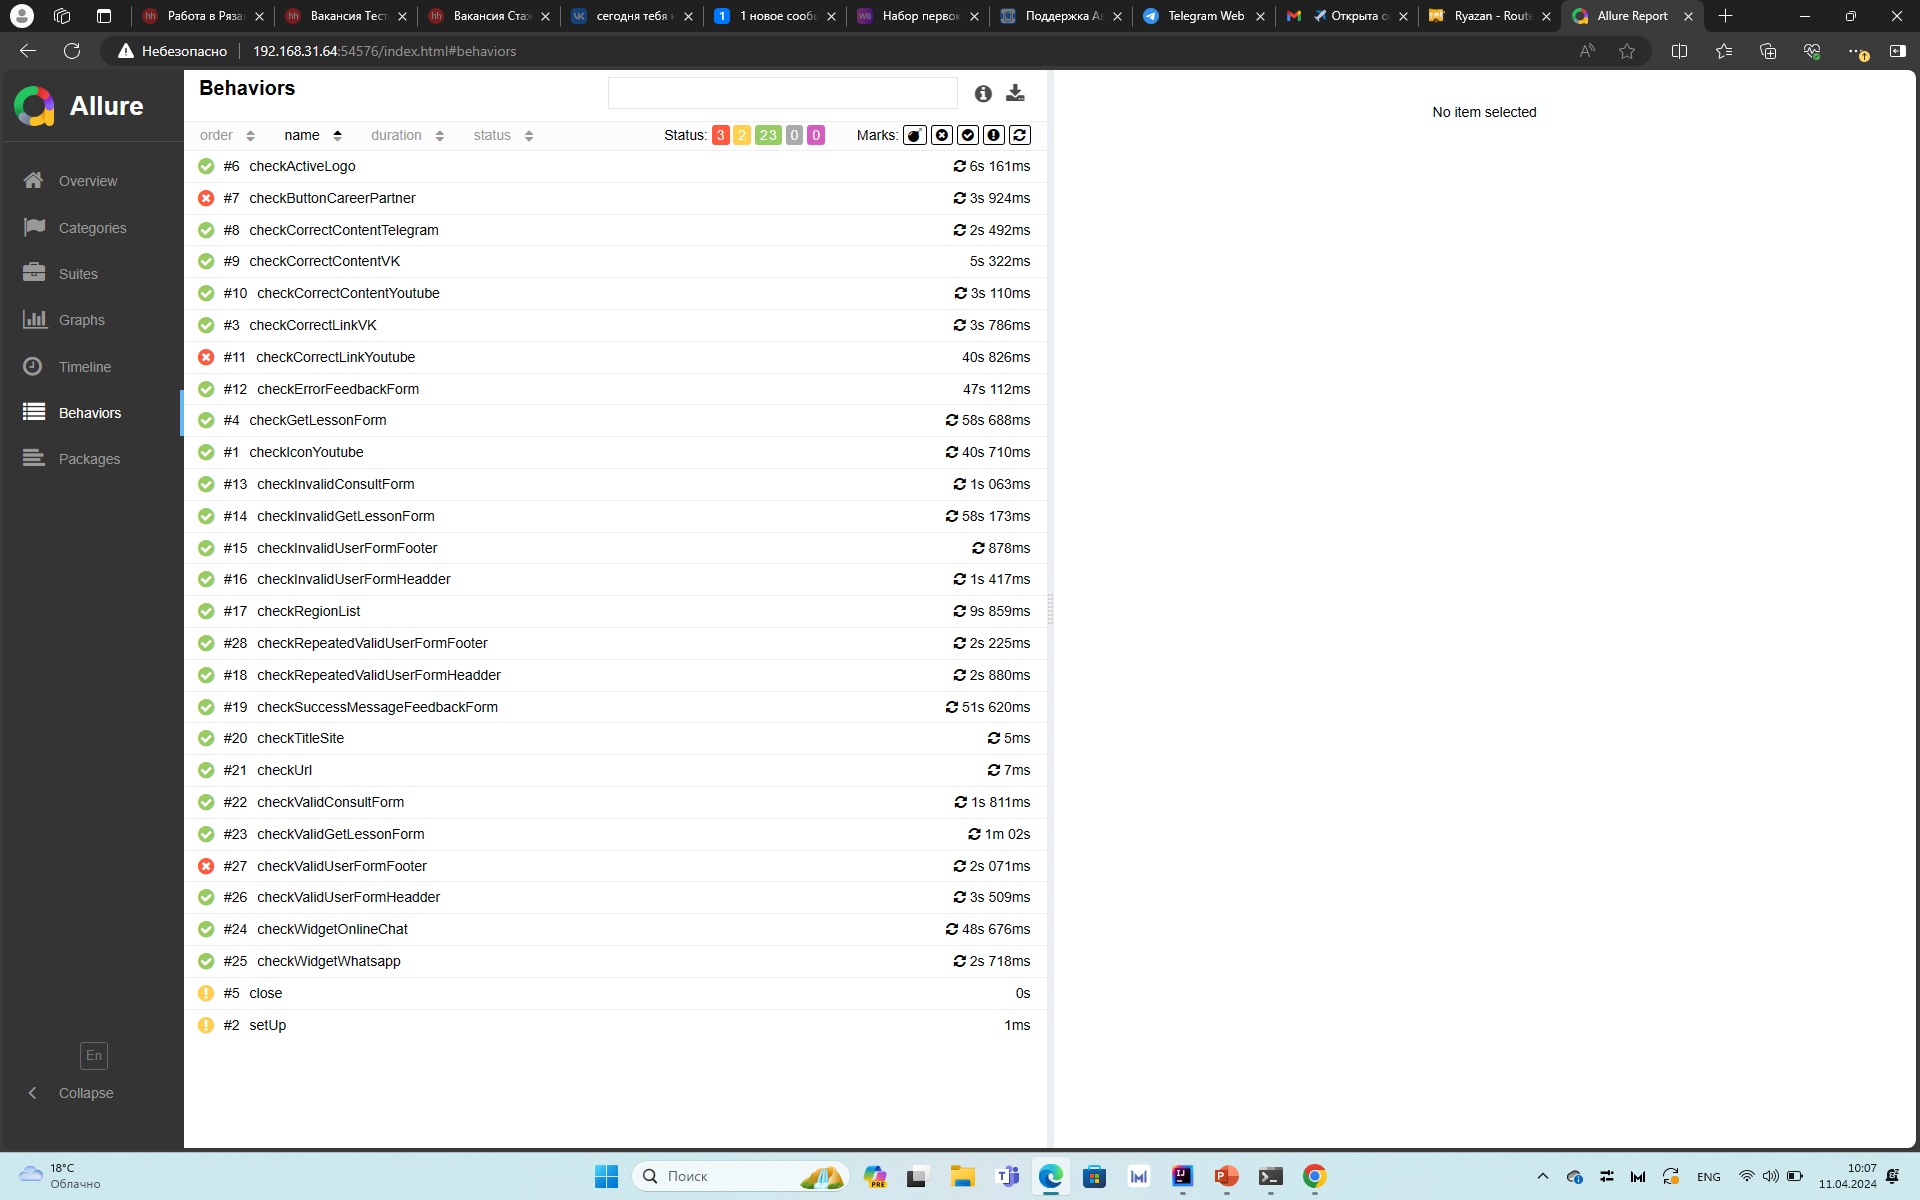 Работа в Ряза
Вакансия Тест
Вакансия Стаж
сегодня тебя
1 новое сооб
Набор первок
Поддержка Ав
Telegram Web
Открыта о
Ryazan - Route
Allure Report
Небезопасно 192.168.31.64:54576/index.html#behaviors
Allure
Overview
Categories
Suites
Graphs
Timeline
Behaviors
Packages
En
Collapse
Behaviors
order name duration status Status: 3 2 23 0 0 Marks:
#6 checkActiveLogo 6s 161ms
#7 checkButtonCareerPartner 3s 924ms
#8 checkCorrectContentTelegram 2s 492ms
#9 checkCorrectContentVK 5s 322ms
#10 checkCorrectContentYoutube 3s 110ms
#3 checkCorrectLinkVK 3s 786ms
#11 checkCorrectLinkYoutube 40s 826ms
#12 checkErrorFeedbackForm 47s 112ms
#4 checkGetLessonForm 58s 688ms
#1 checkIconYoutube 40s 710ms
#13 checkInvalidConsultForm 1s 063ms
#14 checkInvalidGetLessonForm 58s 173ms
#15 checkInvalidUserFormFooter 878ms
#16 checkInvalidUserFormHeadder 1s 417ms
#17 checkRegionList 9s 859ms
#28 checkRepeatedValidUserFormFooter 2s 225ms
#18 checkRepeatedValidUserFormHeadder 2s 880ms
#19 checkSuccessMessageFeedbackForm 51s 620ms
#20 checkTitleSite 5ms
#21 checkUrl 7ms
#22 checkValidConsultForm 1s 811ms
#23 checkValidGetLessonForm 1m 02s
#27 checkValidUserFormFooter 2s 071ms
#26 checkValidUserFormHeadder 3s 509ms
#24 checkWidgetOnlineChat 48s 676ms
#25 checkWidgetWhatsapp 2s 718ms
#5 close 0s
#2 setUp 1ms
No item selected
18°C
Облачно
Поиск
ENG
10:07
11.04.2024